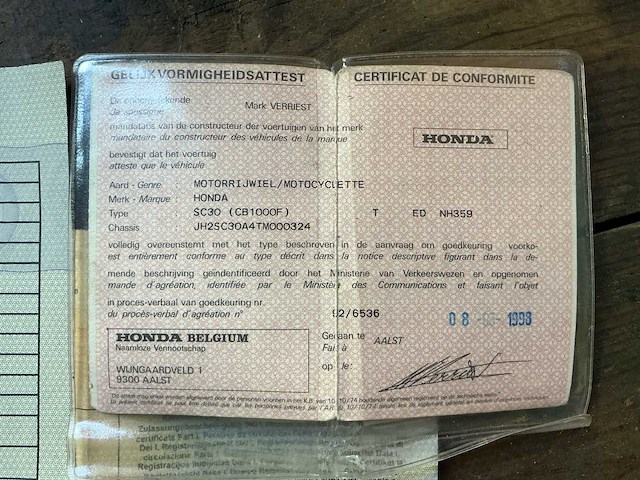 GELIJKVORMIGHEIDSATTEST CERTIFICAT DE CONFORMITE
De ondergetekende
Je soussigné Mark VERRIEST
mandataris van de constructeur der voertuigen van het merk
mandataire du constructeur des véhicules de la marque
HONDA
bevestigt dat het voertuig
atteste que le véhicule
Aard - Genre : MOTORRIJWIEL/MOTOCYCLETTE
Merk - Marque : HONDA
Type : SC30 (CB1000F) T ED NH359
Chassis JH2SC30A4TM000324
volledig overeenstemt met het type beschreven in de aanvraag om goedkeuring voorko-
est entièrement conforme au type décrit dans la notice descriptive figurant dans la de-
mende beschrijving geïdentificeerd door het Ministerie van Verkeerswezen en opgenomen
mande d'agréation, identifiée par le Ministère des Communications et faisant l'objet
in proces-verbaal van goedkeuring nr.
du procès-verbal d'agréation n° 92/6536
08 1998
HONDA BELGIUM
Naamloze Vennootschap
WIJNGAARDVELD 1
9300 AALST
Gedaan te
Fait à AALST
op le :